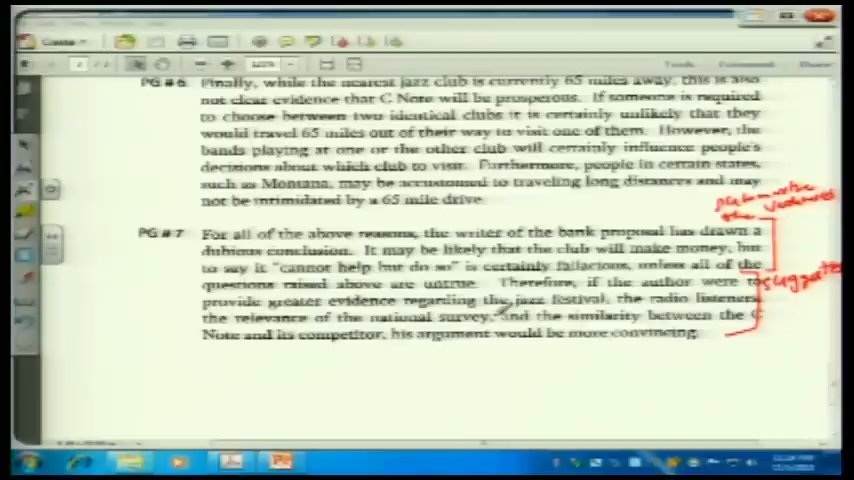 Create
2
Tools
Comment
Share
PG # 6 Finally, while the nearest jazz club is currently 65 miles away, this is also
not clear evidence that C Note will be prosperous. If someone is required
to choose between two identical clubs it is certainly unlikely that they
would travel 65 miles out of their way to visit one of them. However, the
bands playing at one or the other club will certainly influence people's
decisions about which club to visit. Furthermore, people in certain states,
such as Montana, may be accustomed to traveling long distances and may
not be intimidated by a 65 mile drive.
the
PG # 7 For all of the above reasons, the writer of the bank proposal has drawn a
dubious conclusion. It may be likely that the club will make money, but
to say it "cannot help but do so" is certainly fallacious, unless all of the
questions raised above are untrue. Therefore, if the author were to
provide greater evidence regarding the jazz festival, the radio listeners,
the relevance of the national survey, and the similarity between the C
Note and its competitor, his argument would be more convincing.